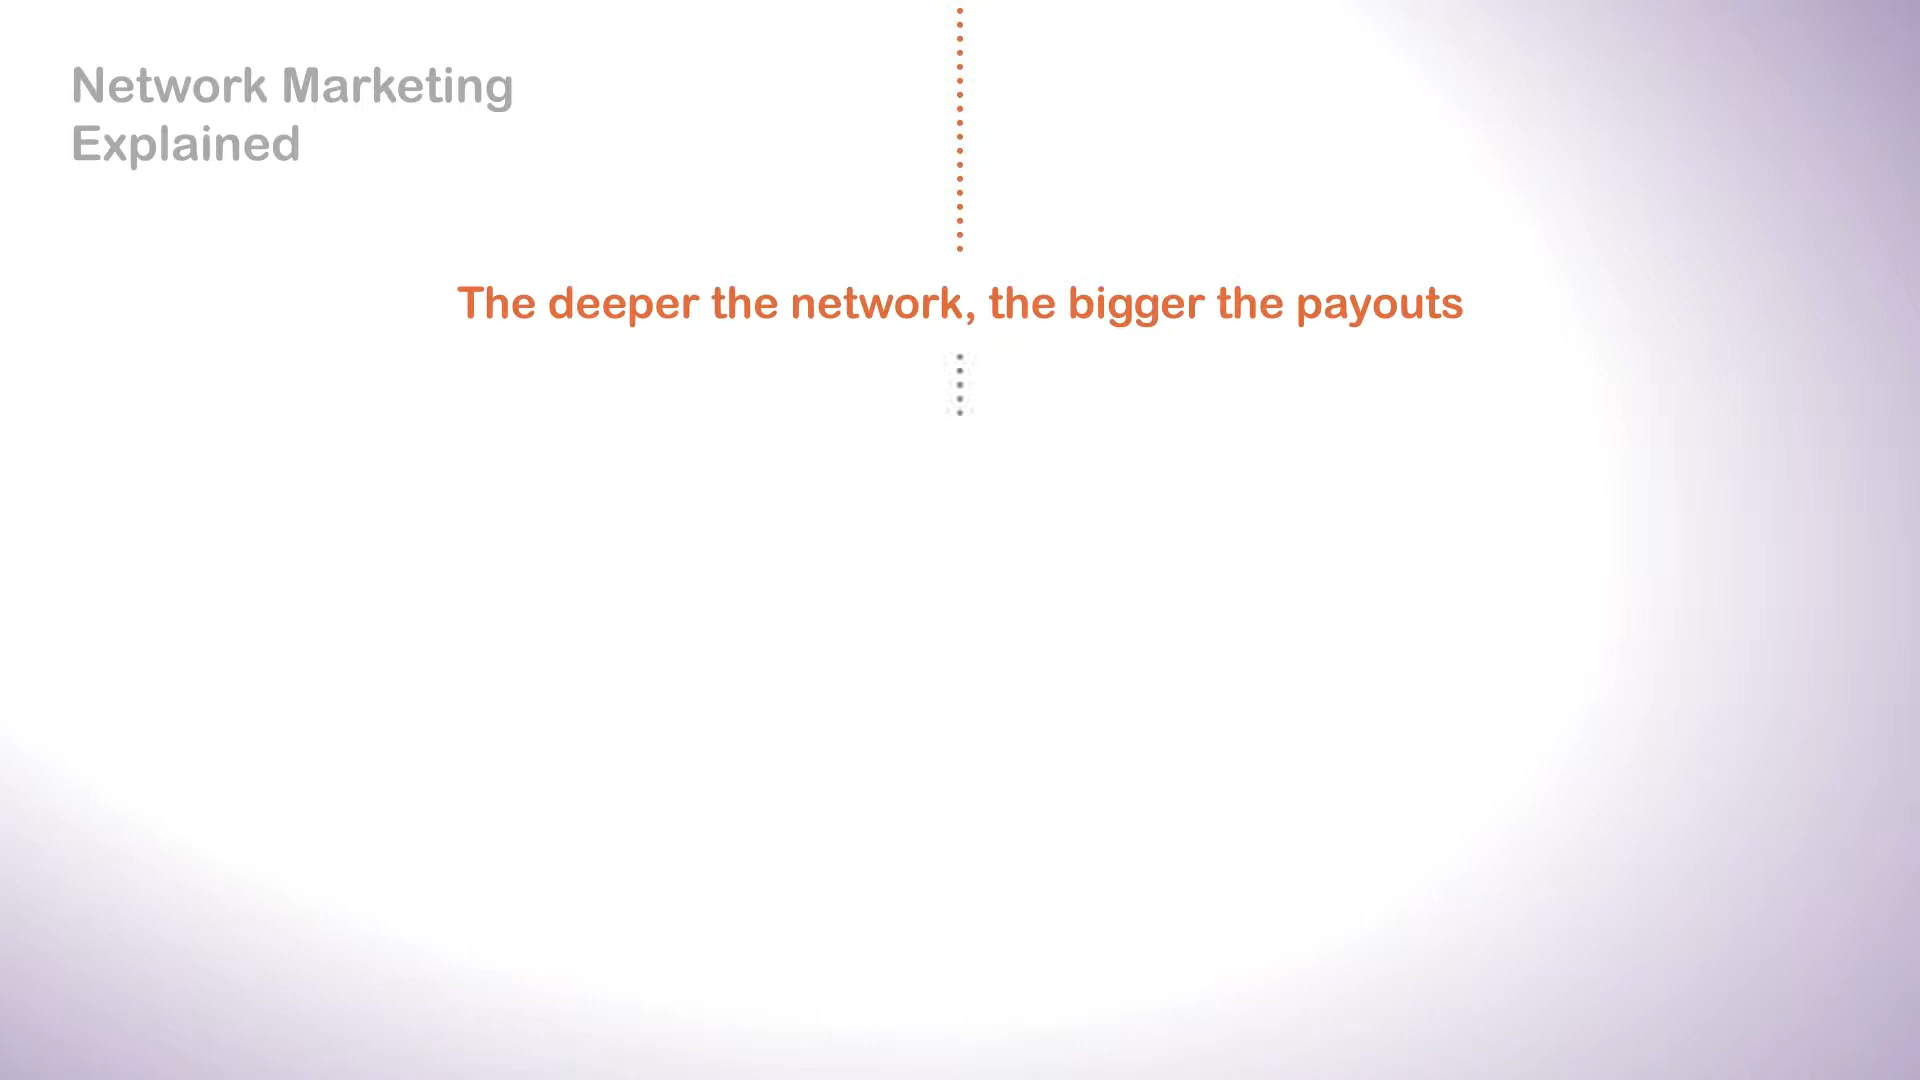 Network Marketing
Explained
The deeper the network, the bigger the payouts